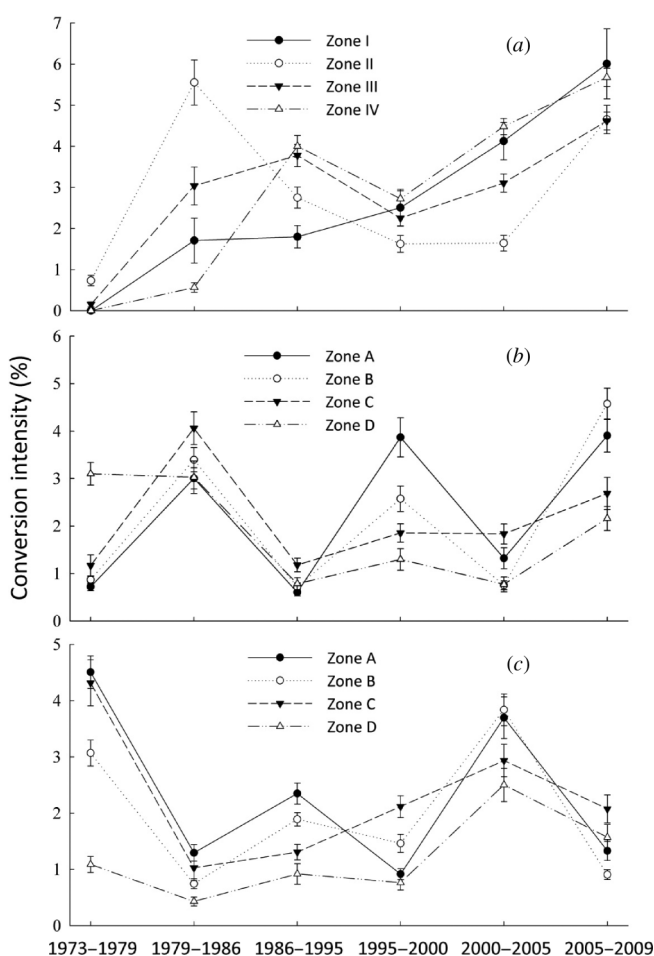 Conversion intensity (%)
(a)
Zone I
Zone II
Zone III
Zone IV
7
6
5
4
3
2
1
0
(b)
Zone A
Zone B
Zone C
Zone D
6
5
4
3
2
1
0
(c)
Zone A
Zone B
Zone C
Zone D
5
4
3
2
1
0
1973–1979 1979–1986 1986–1995 1995–2000 2000–2005 2005–2009